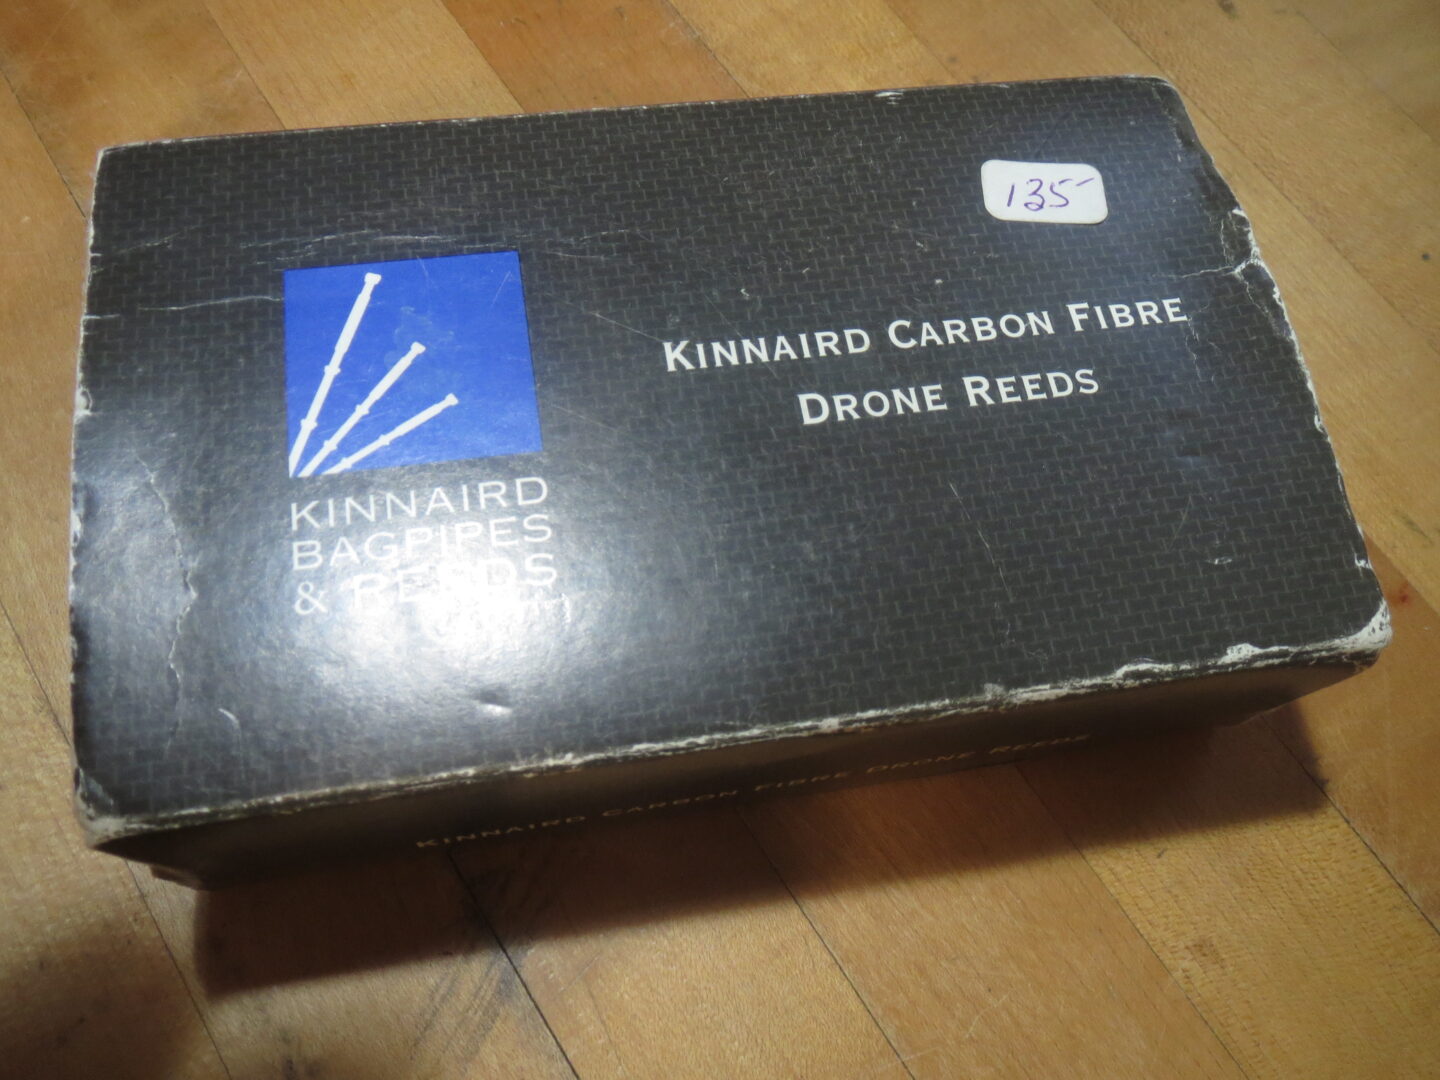 135-
KINNAIRD CARBON FIBRE
DRONE REEDS
KINNAIRD
BAGPIPES
& REEDS
KINNAIRD CARBON FIBRE DRONE REEDS